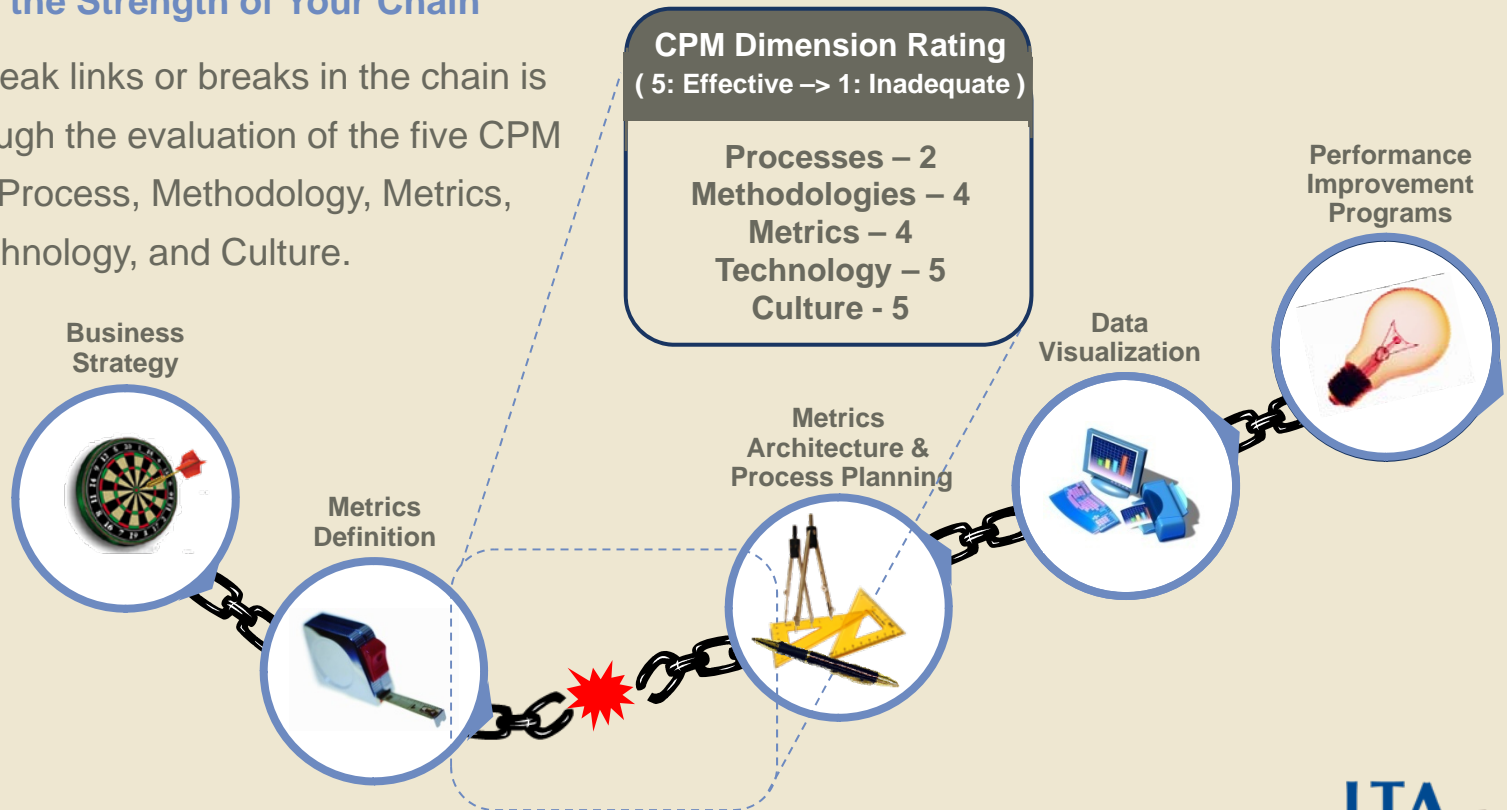 the Strength of Your Chain
eak links or breaks in the chain is
ugh the evaluation of the five CPM
Process, Methodology, Metrics,
hnology, and Culture.
CPM Dimension Rating
( 5: Effective –> 1: Inadequate )
Processes – 2
Methodologies – 4
Metrics – 4
Technology – 5
Culture - 5
Business
Strategy
Metrics
Definition
Metrics
Architecture &
Process Planning
Data
Visualization
Performance
Improvement
Programs